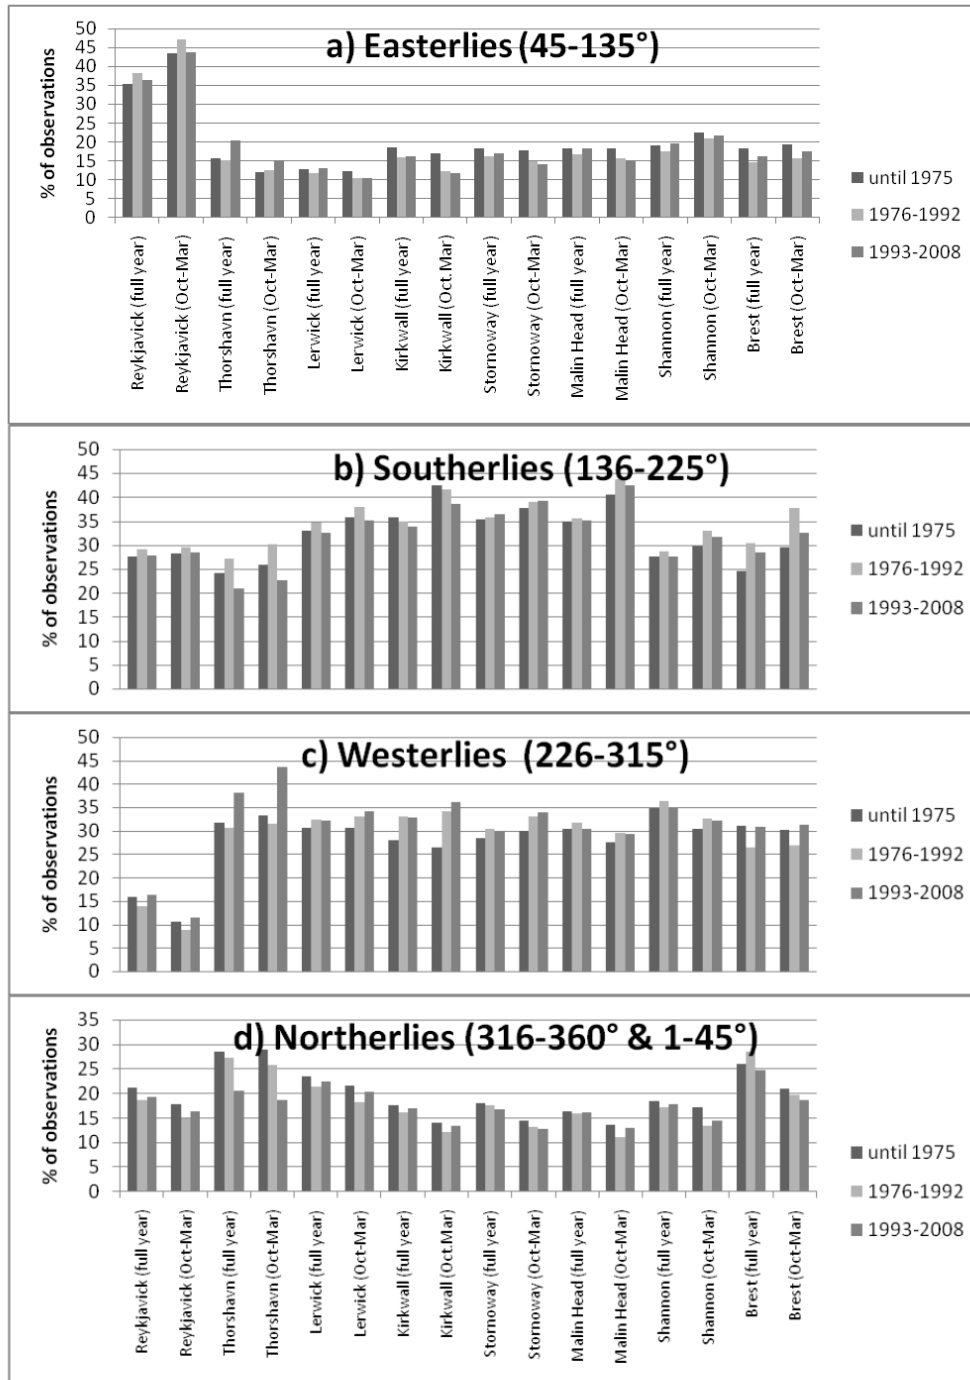 a) Easterlies (45-135°)
% of observations
50
45
40
35
30
25
20
15
10
5
0
until 1975
1976-1992
1993-2008
Reykjavick (full year)
Reykjavick (Oct-Mar)
Thorshavn (full year)
Thorshavn (Oct-Mar)
Lerwick (full year)
Lerwick (Oct-Mar)
Kirkwall (full year)
Kirkwall (Oct.Mar)
Stornoway (full year)
Stornoway (Oct-Mar)
Malin Head (full year)
Malin Head (Oct-Mar)
Shannon (full year)
Shannon (Oct-Mar)
Brest (full year)
Brest (Oct-Mar)
b) Southerlies (136-225°)
% of observations
50
45
40
35
30
25
20
15
10
5
0
until 1975
1976-1992
1993-2008
c) Westerlies (226-315°)
% of observations
50
45
40
35
30
25
20
15
10
5
0
until 1975
1976-1992
1993-2008
d) Northerlies (316-360° & 1-45°)
% of observations
35
30
25
20
15
10
5
0
until 1975
1976-1992
1993-2008
Reykjavick (full year)
Reykjavick (Oct-Mar)
Thorshavn (full year)
Thorshavn (Oct-Mar)
Lerwick (full year)
Lerwick (Oct-Mar)
Kirkwall (full year)
Kirkwall (Oct.Mar)
Stornoway (full year)
Stornoway (Oct-Mar)
Malin Head (full year)
Malin Head (Oct-Mar)
Shannon (full year)
Shannon (Oct-Mar)
Brest (full year)
Brest (Oct-Mar)